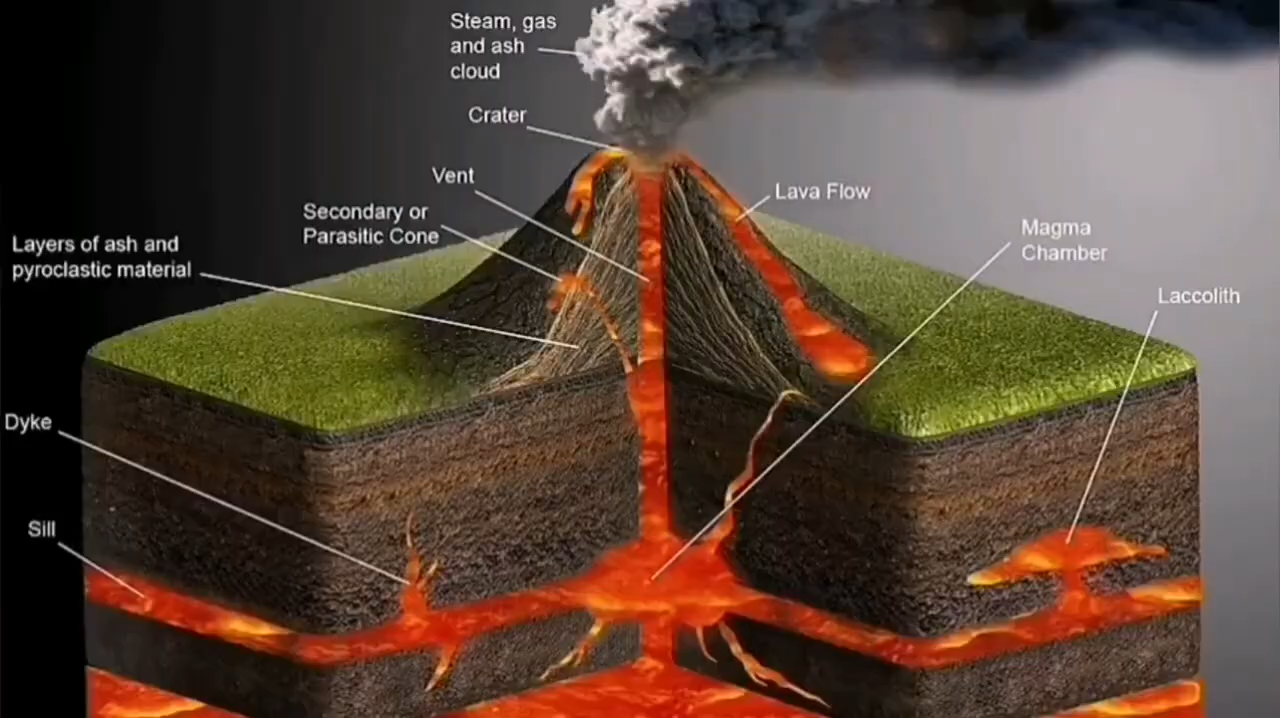 Steam, gas
and ash
cloud
Crater
Vent
Lava Flow
Secondary or
Parasitic Cone
Magma
Chamber
Layers of ash and
pyroclastic material
Laccolith
Dyke
Sill